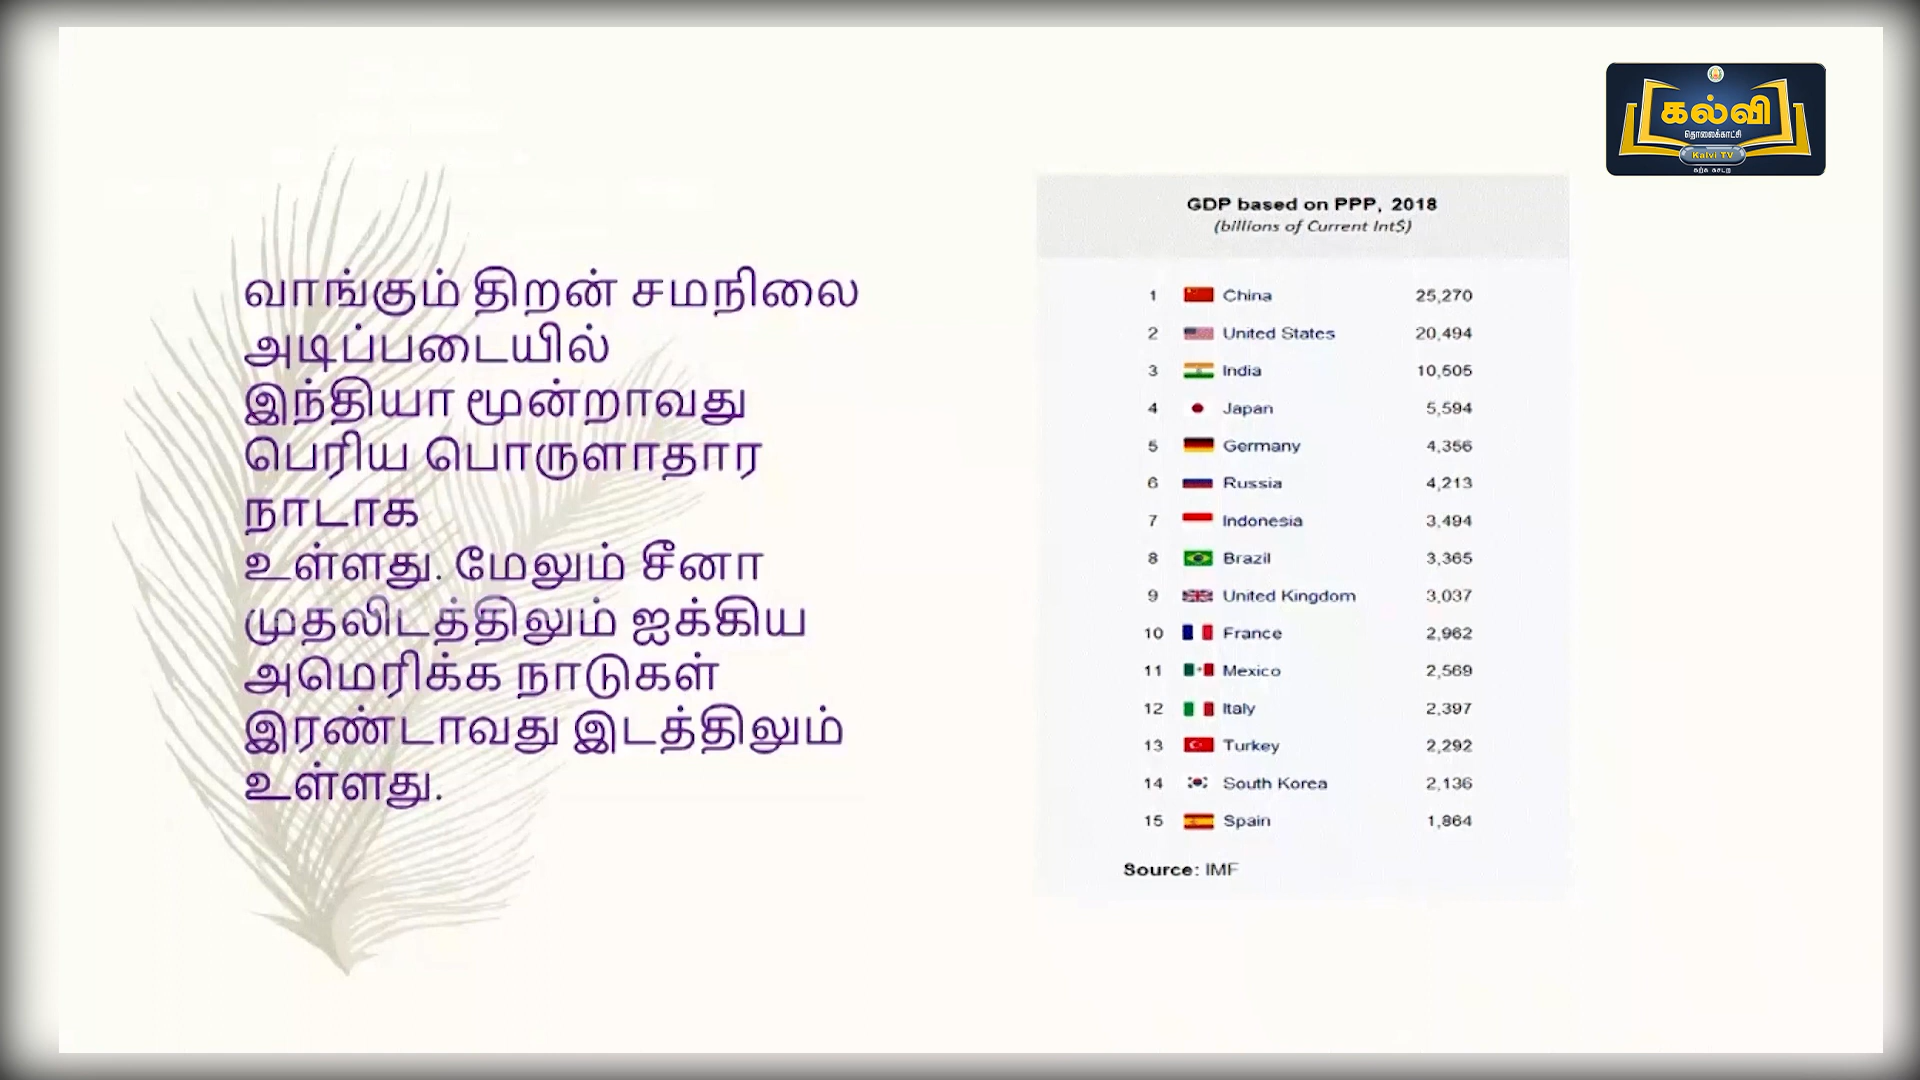 கல்வி
தொலைக்காட்சி
Kalvi TV
கற்க கசடற
வாங்கும் திறன் சமநிலை
அடிப்படையில்
இந்தியா மூன்றாவது
பெரிய பொருளாதார
நாடாக
உள்ளது. மேலும் சீனா
முதலிடத்திலும் ஐக்கிய
அமெரிக்க நாடுகள்
இரண்டாவது இடத்திலும்
உள்ளது.
GDP based on PPP, 2018
(billions of Current Int$)
1 China 25,270
2 United States 20,494
3 India 10,505
4 Japan 5,594
5 Germany 4,356
6 Russia 4,213
7 Indonesia 3,494
8 Brazil 3,365
9 United Kingdom 3,037
10 France 2,962
11 Mexico 2,569
12 Italy 2,397
13 Turkey 2,292
14 South Korea 2,136
15 Spain 1,864
Source: IMF